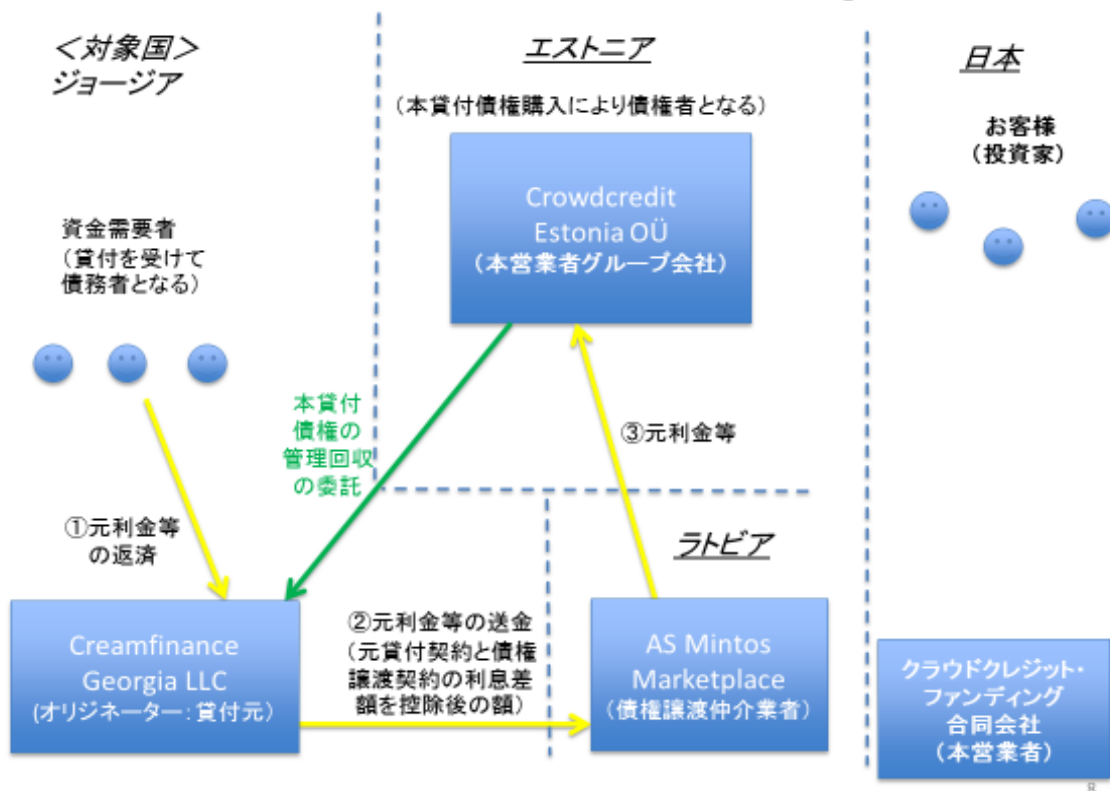 ＜対象国＞
ジョージア
資金需要者
（貸付を受けて
債務者となる）
①元利金等
の返済
Creamfinance
Georgia LLC
(オリジネーター：貸付元）
エストニア
（本貸付債権購入により債権者となる）
Crowdcredit
Estonia OÜ
（本営業者グループ会社）
本貸付
債権の
管理回収
の委託
③元利金等
②元利金等の送金
（元貸付契約と債権
譲渡契約の利息差
額を控除後の額）
ラトビア
AS Mintos
Marketplace
（債権譲渡仲介業者）
日本
お客様
（投資家）
クラウドクレジット・
ファンディング
合同会社
（本営業者）